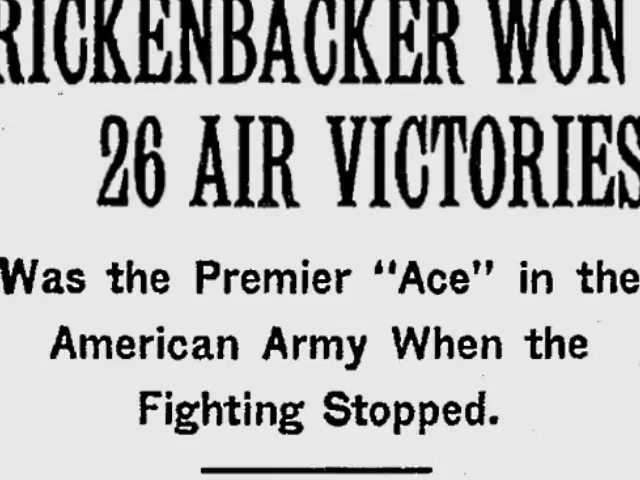 RICKENBACKER WON
26 AIR VICTORIES
Was the Premier "Ace" in the
American Army When the
Fighting Stopped.